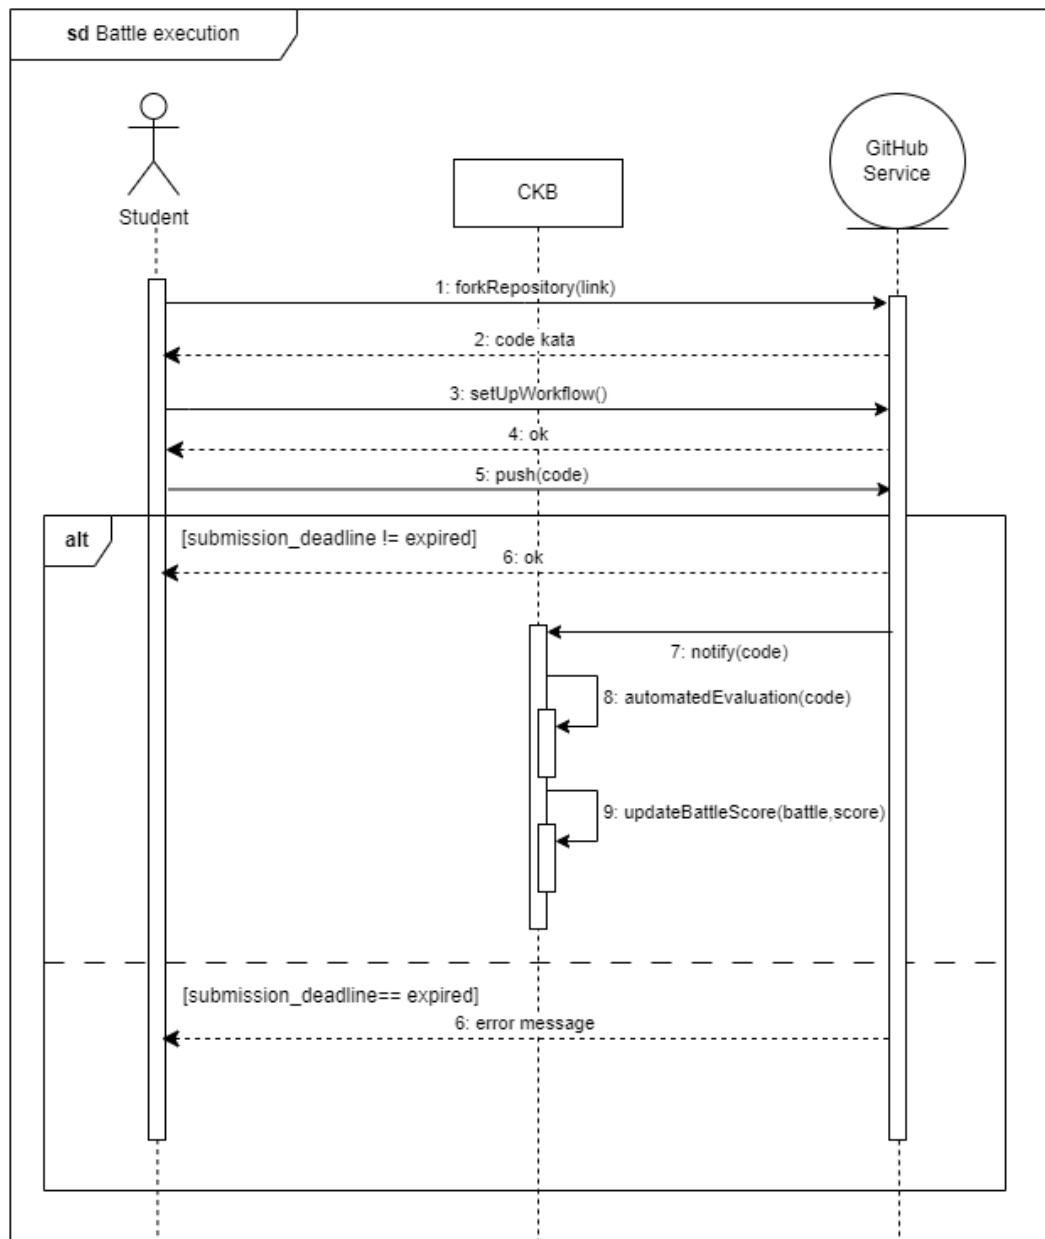 sd Battle execution
GitHub
Service
CKB
Student
1: forkRepository(link)
2: code kata
3: setUpWorkflow()
4: ok
5: push(code)
alt
[submission_deadline != expired]
6: ok
7: notify(code)
8: automatedEvaluation(code)
9: updateBattleScore(battle,score)
[submission_deadline== expired]
6: error message